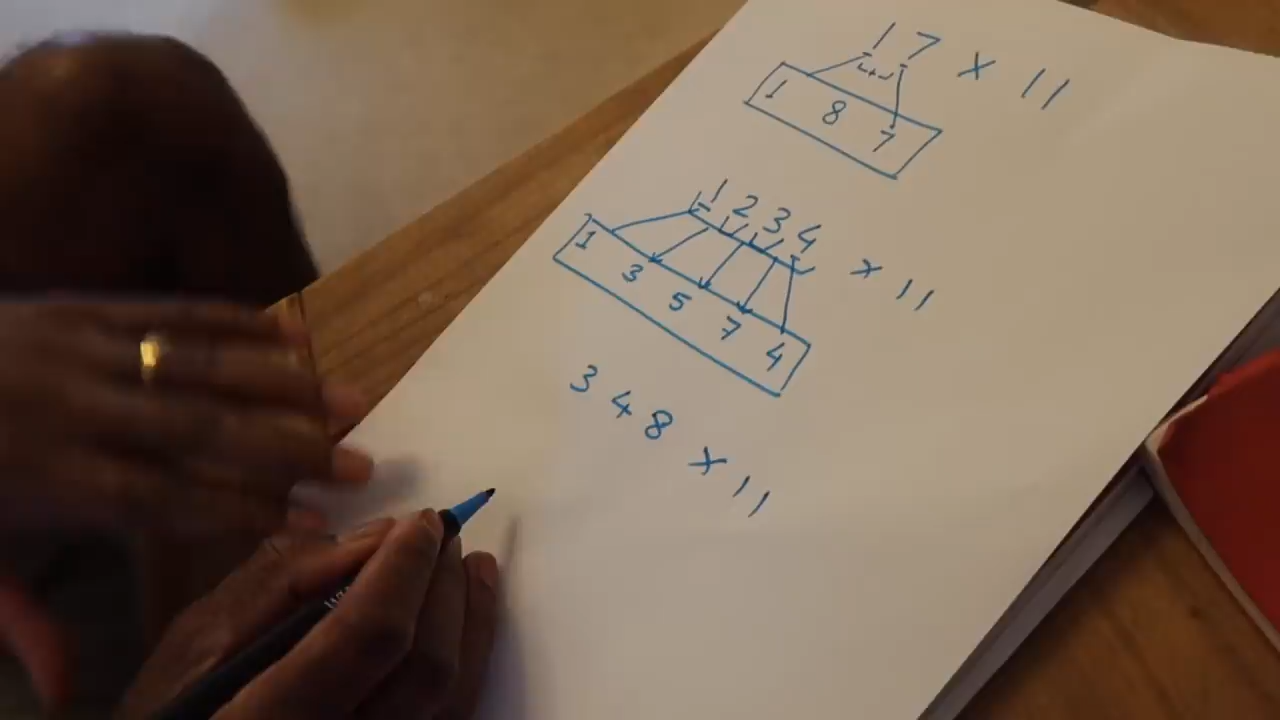 17 x 11
1 8 7
1234 x 11
1 3 5 7 4
348 x 11